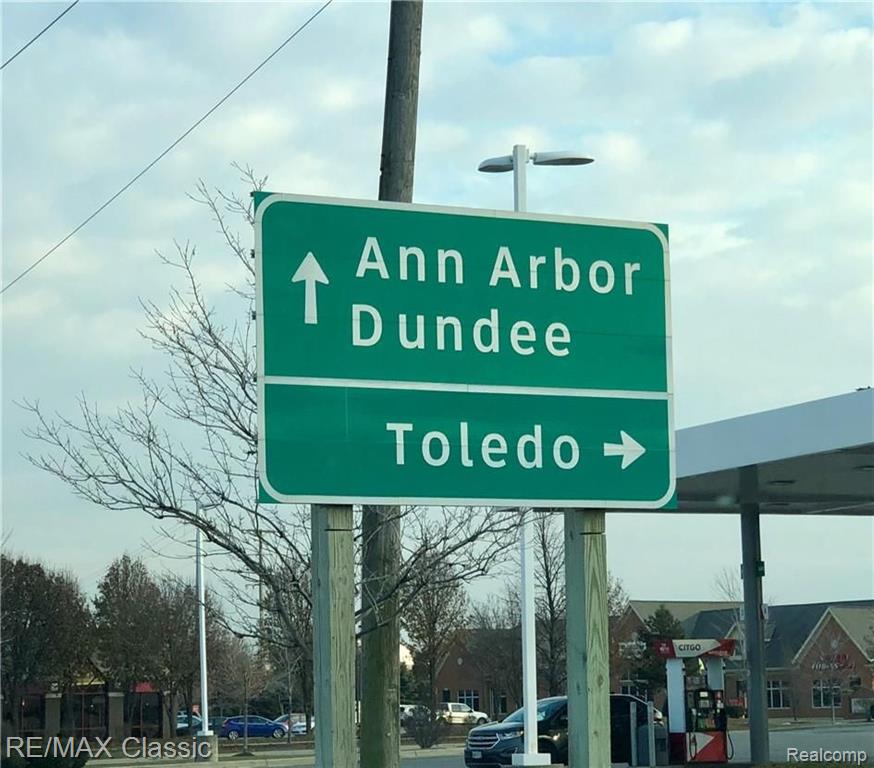 Ann Arbor
Dundee
Toledo
CITGO
RE/MAX Classic
Realcomp